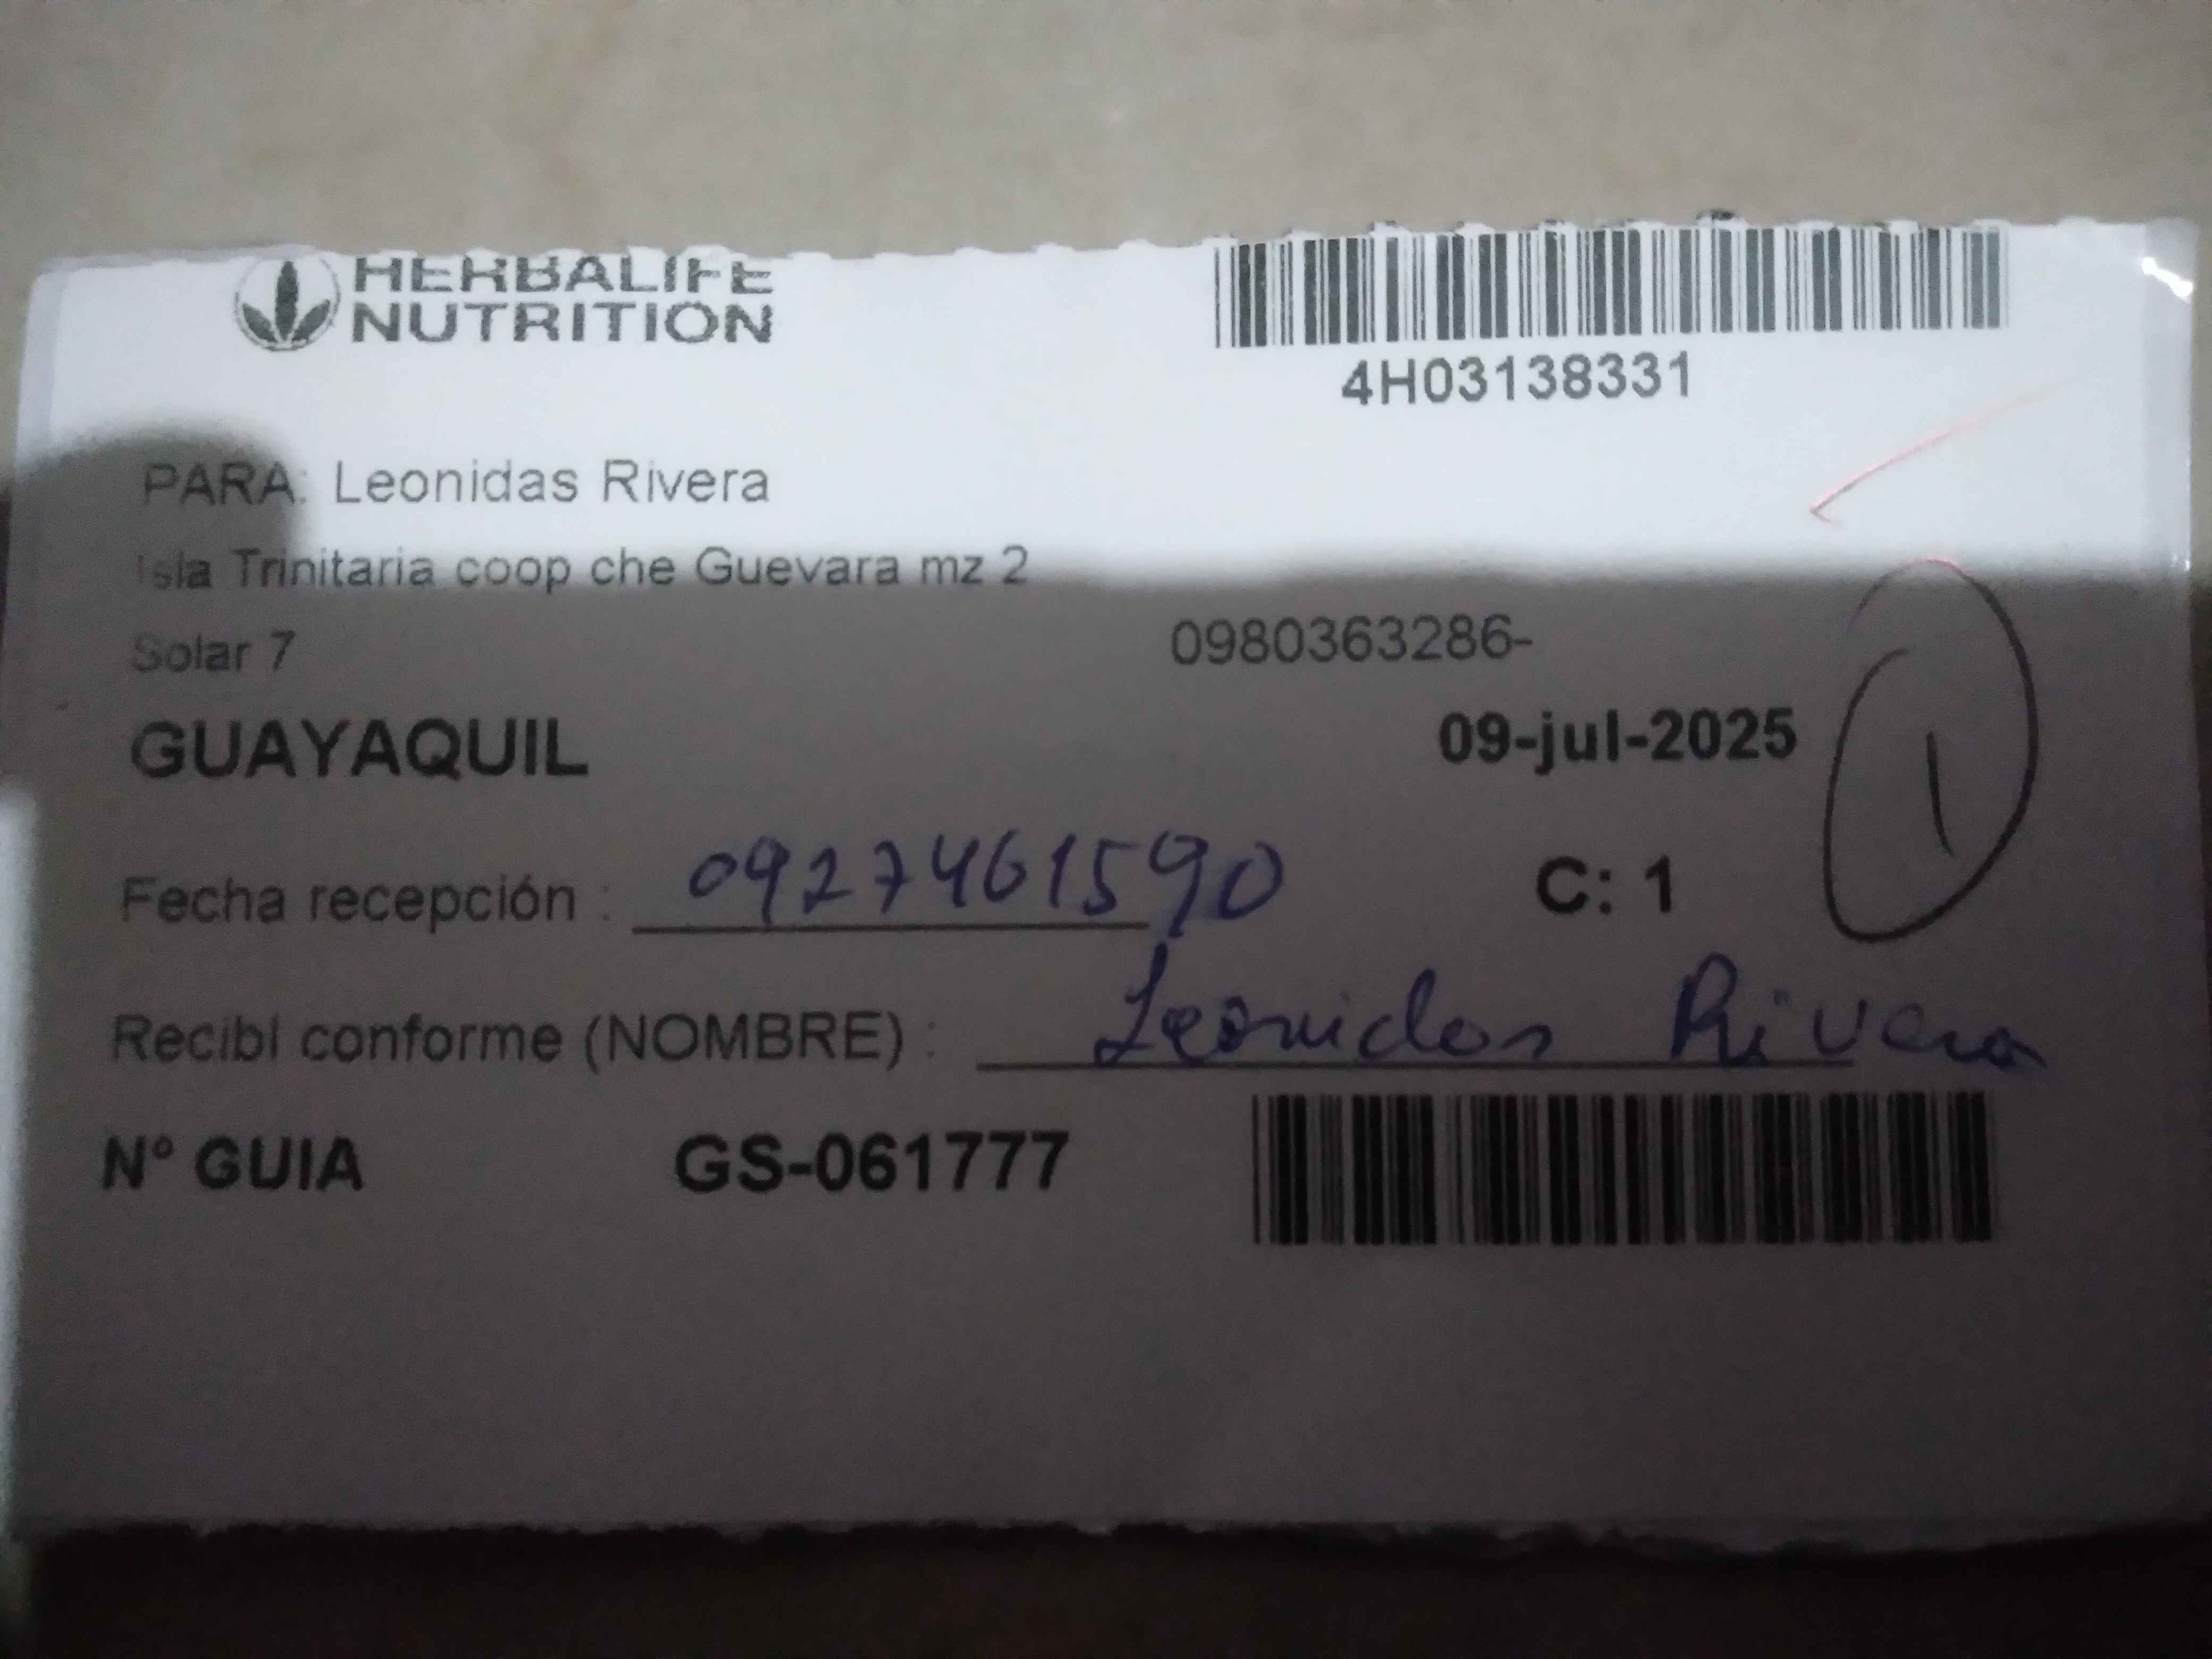 HERBALIFE
NUTRITION
4H03138331
PARA: Leonidas Rivera
Isla Trinitaria coop che Guevara mz 2
Solar 7
0980363286-
GUAYAQUIL
09-jul-2025
1
Fecha recepción : 0927461590
C: 1
Recibí conforme (NOMBRE) : Leonidas Rivera
N° GUIA GS-061777